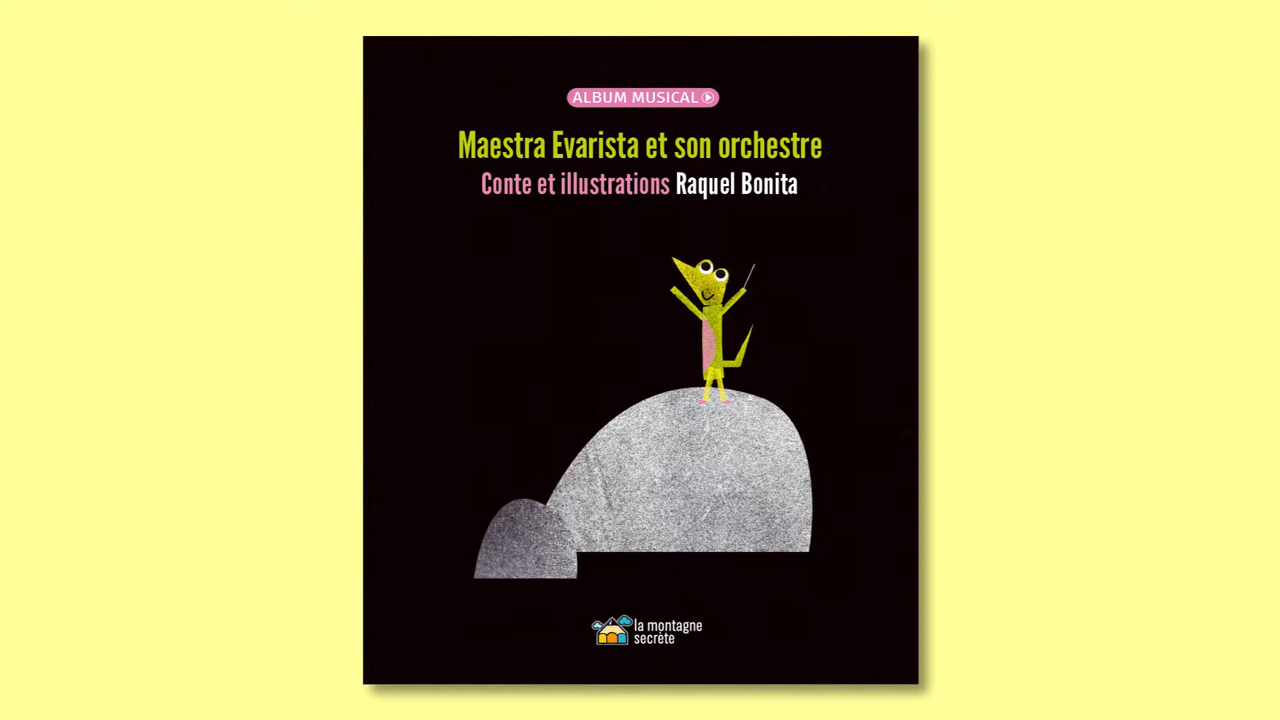 ALBUM MUSICAL
Maestra Evarista et son orchestre
Conte et illustrations Raquel Bonita
la montagne
secrète